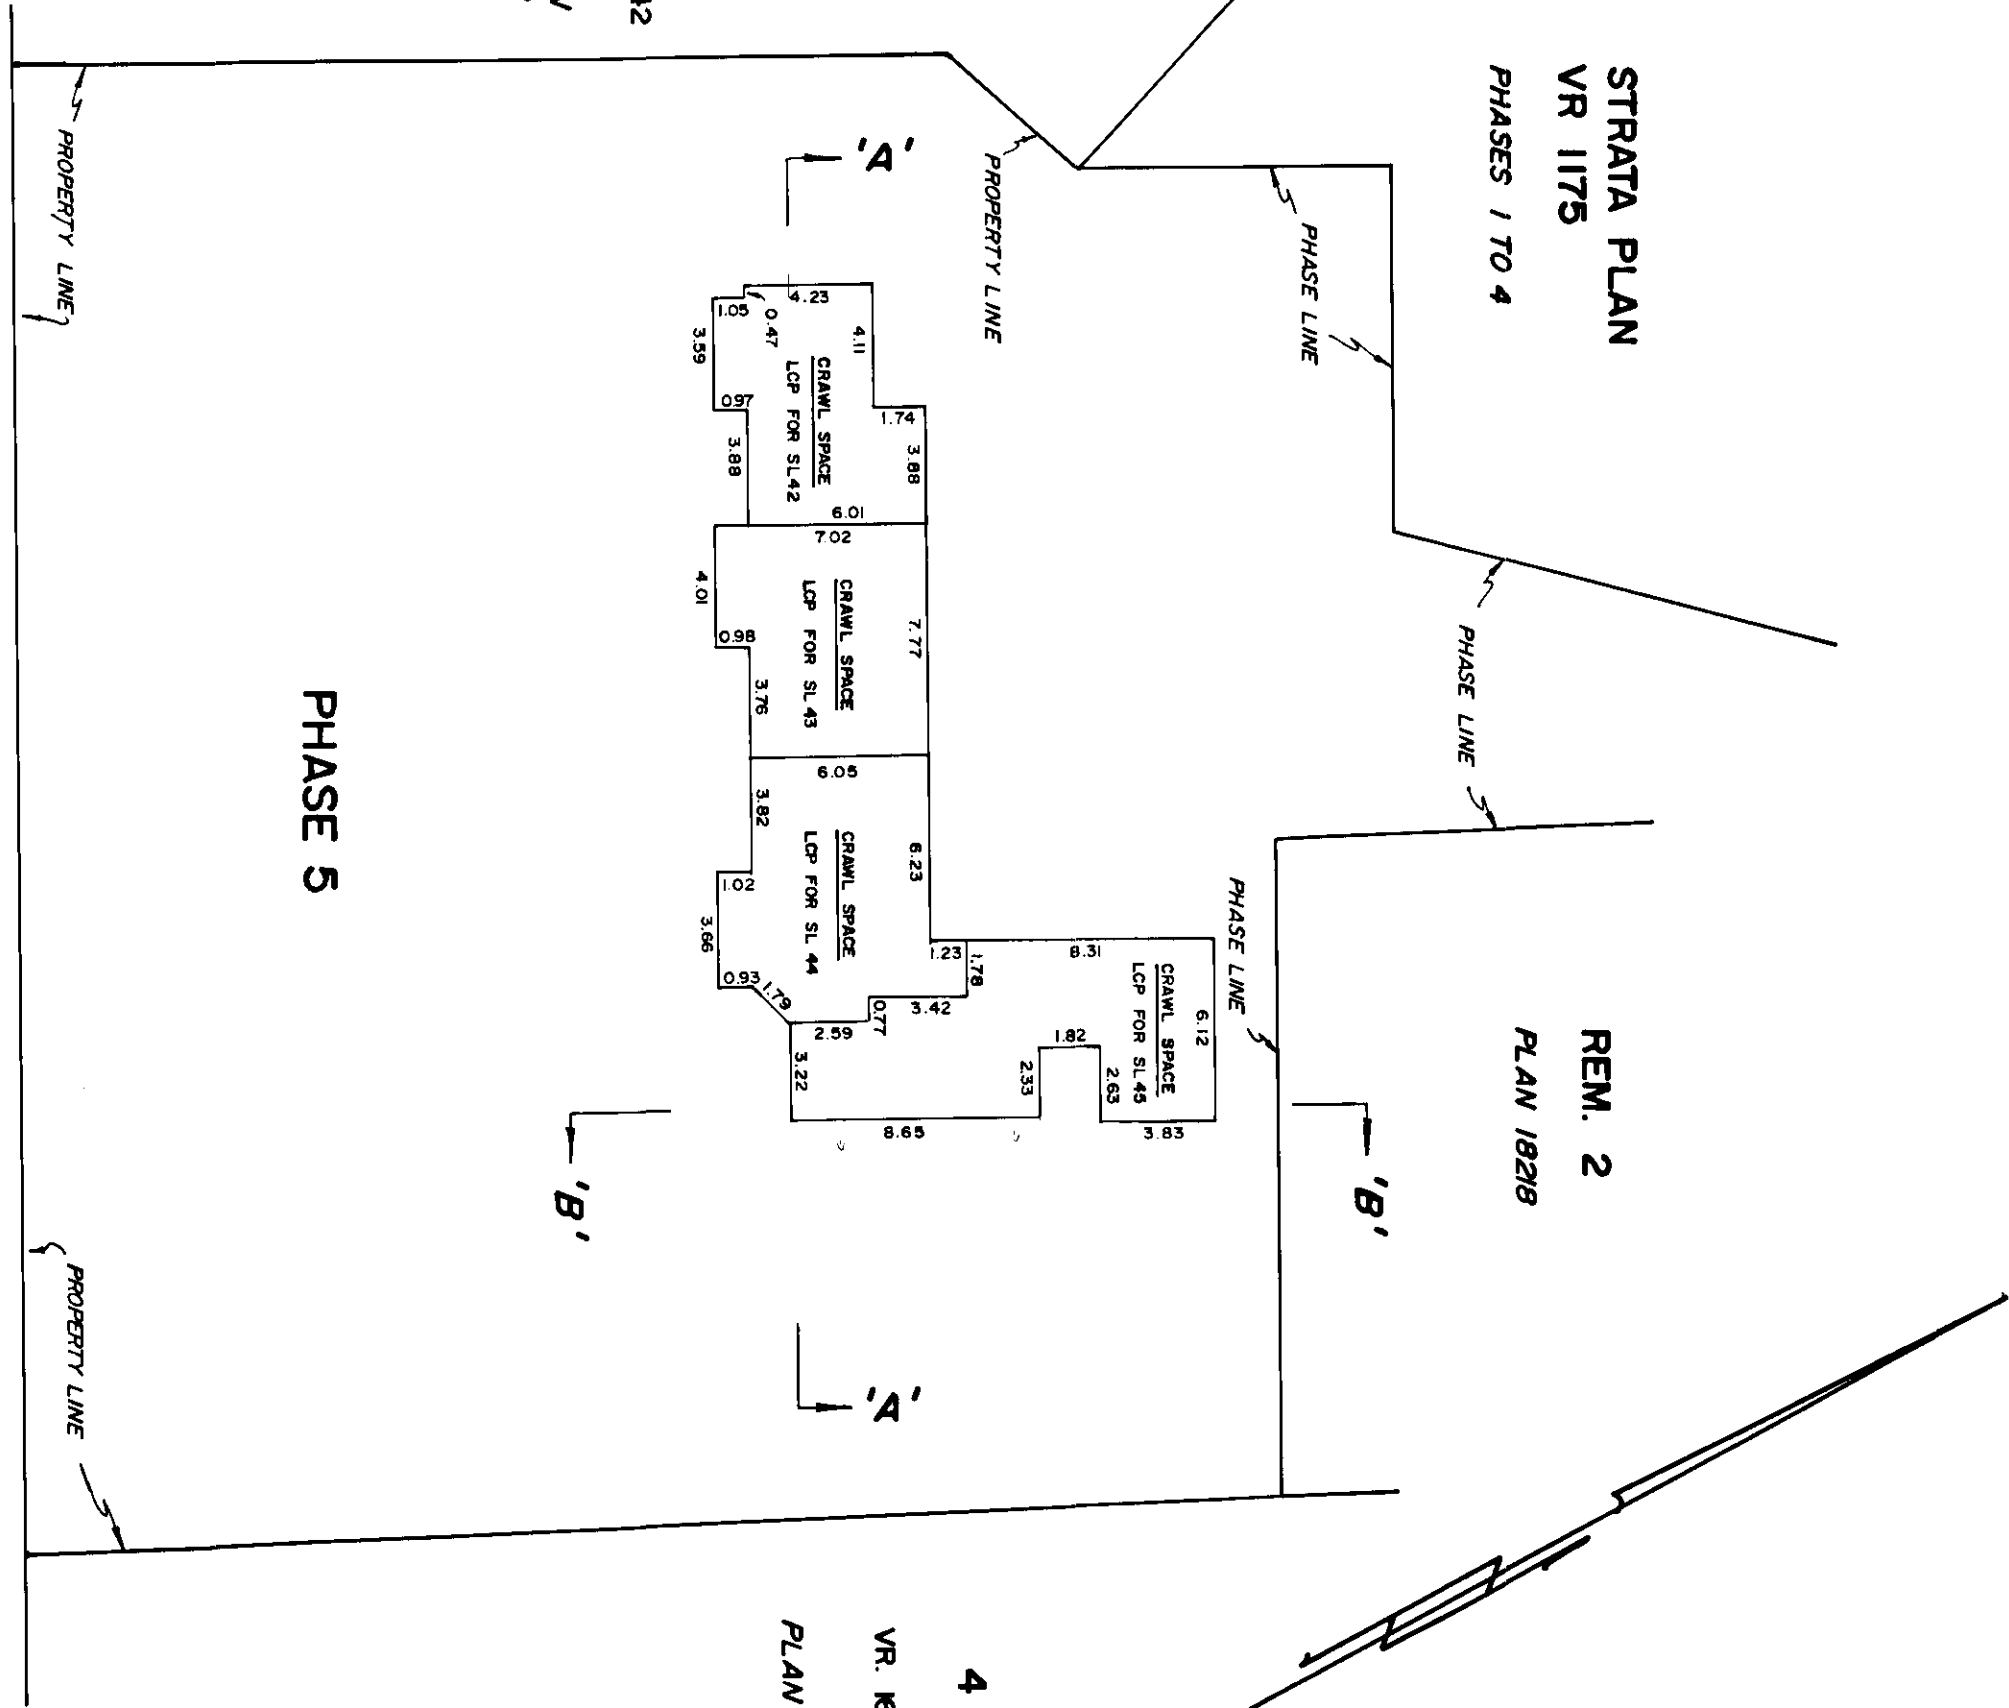 STRATA PLAN
VR 1175
PHASES 1 TO 4
REM. 2
PLAN 18218
PHASE LINE
PHASE LINE
PHASE LINE
PROPERTY LINE
'A'
'A'
'B'
'B'
4.23
4.11
1.74
3.88
6.01
3.88
0.97
3.59
1.05
0.47
CRAWL SPACE
LCP FOR SL42
7.02
7.77
4.01
0.98
3.76
CRAWL SPACE
LCP FOR SL 43
6.05
6.23
3.82
1.02
3.66
0.93
1.79
2.59
0.77
3.42
1.78
1.23
CRAWL SPACE
LCP FOR SL 44
8.31
6.12
3.83
2.63
1.82
2.33
8.65
3.22
CRAWL SPACE
LCP FOR SL45
PHASE 5
PROPERTY LINE
PROPERTY LINE
4
VR.
PLAN
42